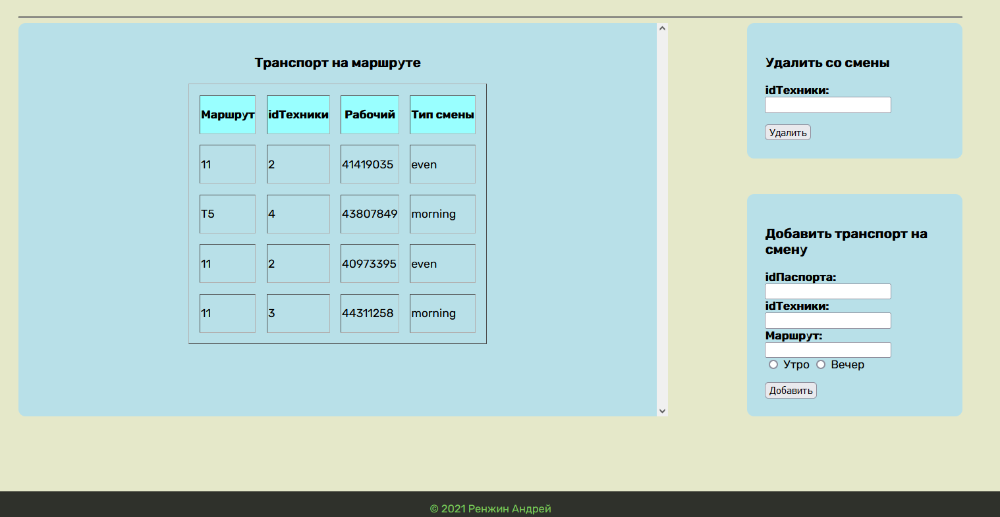 Транспорт на маршруте
Маршрут idТехники Рабочий Тип смены
11 2 41419035 even
Т5 4 43807849 morning
11 2 40973395 even
11 3 44311258 morning
Удалить со смены
idТехники:
Удалить
Добавить транспорт на
смену
idПаспорта:
idТехники:
Маршрут:
Утро Вечер
Добавить
© 2021 Ренжин Андрей